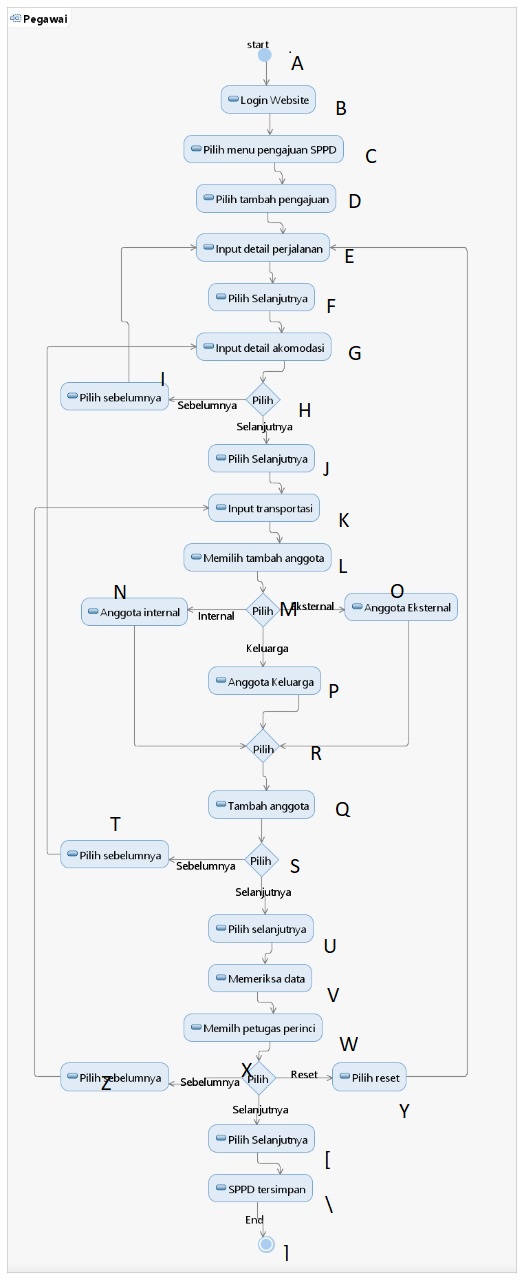 Pegawai
start
A
Login Website
B
Pilih menu pengajuan SPPD
C
Pilih tambah pengajuan
D
Input detail perjalanan
E
Pilih Selanjutnya
F
Input detail akomodasi
G
I
Pilih sebelumnya
Sebelumnya
Pilih
H
Selanjutnya
Pilih Selanjutnya
J
Input transportasi
K
Memilih tambah anggota
L
N
Anggota internal
Internal
Pilih
M
Eksternal
O
Anggota Eksternal
Keluarga
Anggota Keluarga
P
Pilih
R
Tambah anggota
Q
T
Pilih sebelumnya
Sebelumnya
Pilih
S
Selanjutnya
Pilih selanjutnya
U
Memeriksa data
V
Memilh petugas perinci
W
Pilih sebelumnya
Z
Sebelumnya
X
Pilih
Reset
Pilih reset
Y
Selanjutnya
Pilih Selanjutnya
[
SPPD tersimpan
\
End
]